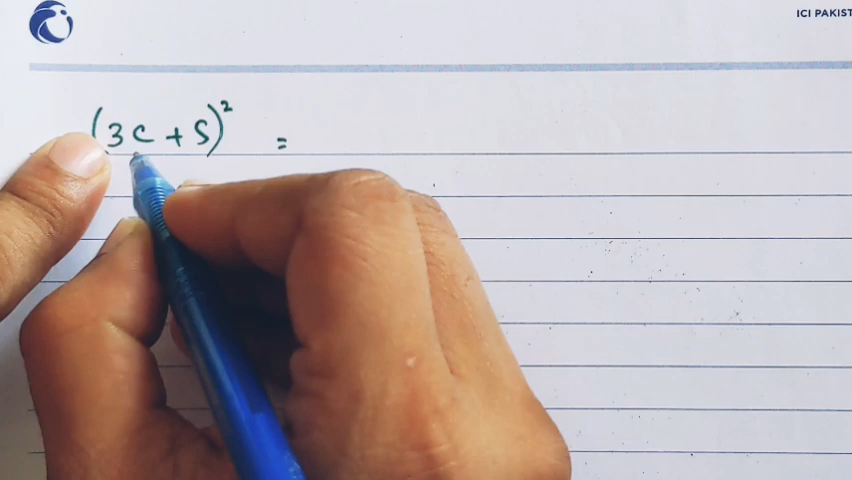 ICI PAKIST
(3c + 5)² =